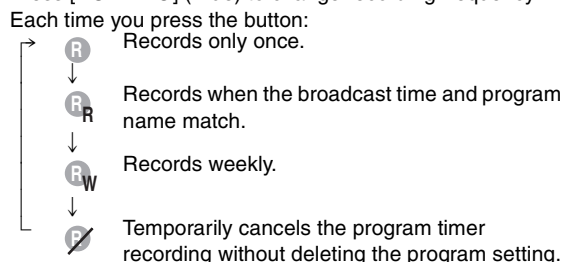 Each time you press the button:
R Records only once.
R R Records when the broadcast time and program
name match.
R W Records weekly.
R Temporarily cancels the program timer
recording without deleting the program setting.